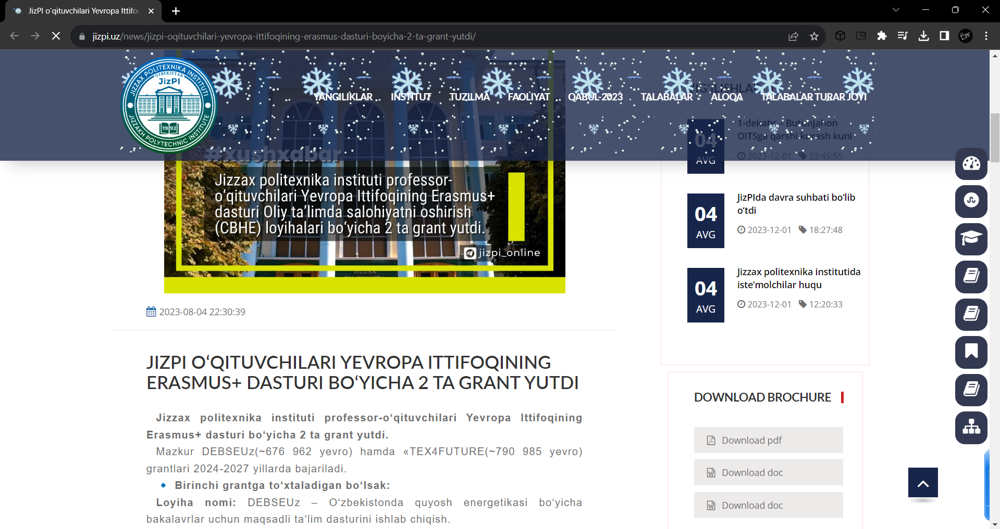 JizPI o'qituvchilari Yevropa Ittifo
jizpi.uz/news/jizpi-oqituvchilari-yevropa-ittifoqining-erasmus-dasturi-boyicha-2-ta-grant-yutdi/
JIZZAX POLITEXNIKA INSTITUTI
UZBEKISTAN
JizPI
1992
JIZZAKH POLYTECHNIC INSTITUTE
YANGILIKLAR INSTITUT TUZILMA FAOLIYAT QABUL-2023 TALABALAR ALOQA TALABALAR TURAR JOYI
#xushxabar
Jizzax politexnika instituti professor-
o‘qituvchilari Yevropa Ittifoqining Erasmus+
dasturi Oliy ta’limda salohiyatni oshirish
(CBHE) loyihalari bo‘yicha 2 ta grant yutdi.
jizpi_online
JIZZAX
2023-08-04 22:30:39
JIZPI O‘QITUVCHILARI YEVROPA ITTIFOQINING
ERASMUS+ DASTURI BO‘YICHA 2 TA GRANT YUTDI
Jizzax politexnika instituti professor-o‘qituvchilari Yevropa Ittifoqining
Erasmus+ dasturi bo‘yicha 2 ta grant yutdi.
Mazkur DEBSEUz(~676 962 yevro) hamda «TEX4FUTURE(~790 985 yevro)
grantlari 2024-2027 yillarda bajariladi.
Birinchi grantga to‘xtaladigan bo‘lsak:
Loyiha nomi: DEBSEUz – O‘zbekistonda quyosh energetikasi bo‘yicha
bakalavrlar uchun maqsadli ta’lim dasturini ishlab chiqish.
YIG'ILISHLAR
04
AVG
1-dekabr – Butunjahon
OITSga qarshi kurash kuni
2023-12-01 23:45:55
04
AVG
JizPIda davra suhbati bo‘lib
o‘tdi
2023-12-01 18:27:48
04
AVG
Jizzax politexnika institutida
iste’molchilar huqu
2023-12-01 12:20:33
DOWNLOAD BROCHURE
Download pdf
Download doc
Download doc